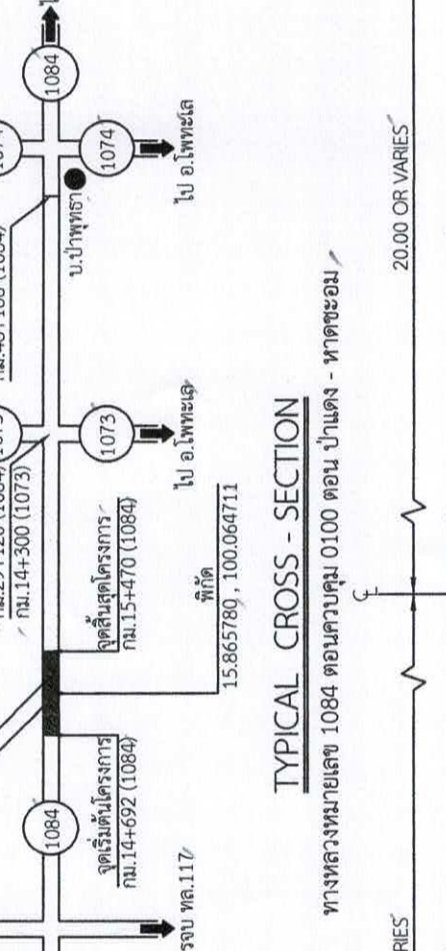 1084
1074
ไป อ.โพทะเล
บ.ป่าพุทธา
กม.14+300 (1073)
1073
ไป อ.โพทะเล
จุดสิ้นสุดโครงการ
กม.15+470 (1084)
พิกัด
15.865780 , 100.064711
1084
จุดเริ่มต้นโครงการ
กม.14+692 (1084)
รจบ ทล.117
TYPICAL CROSS - SECTION
ทางหลวงหมายเลข 1084 ตอนควบคุม 0100 ตอน ป่าแดง - หาดชะอม
20.00 OR VARIES
RIES